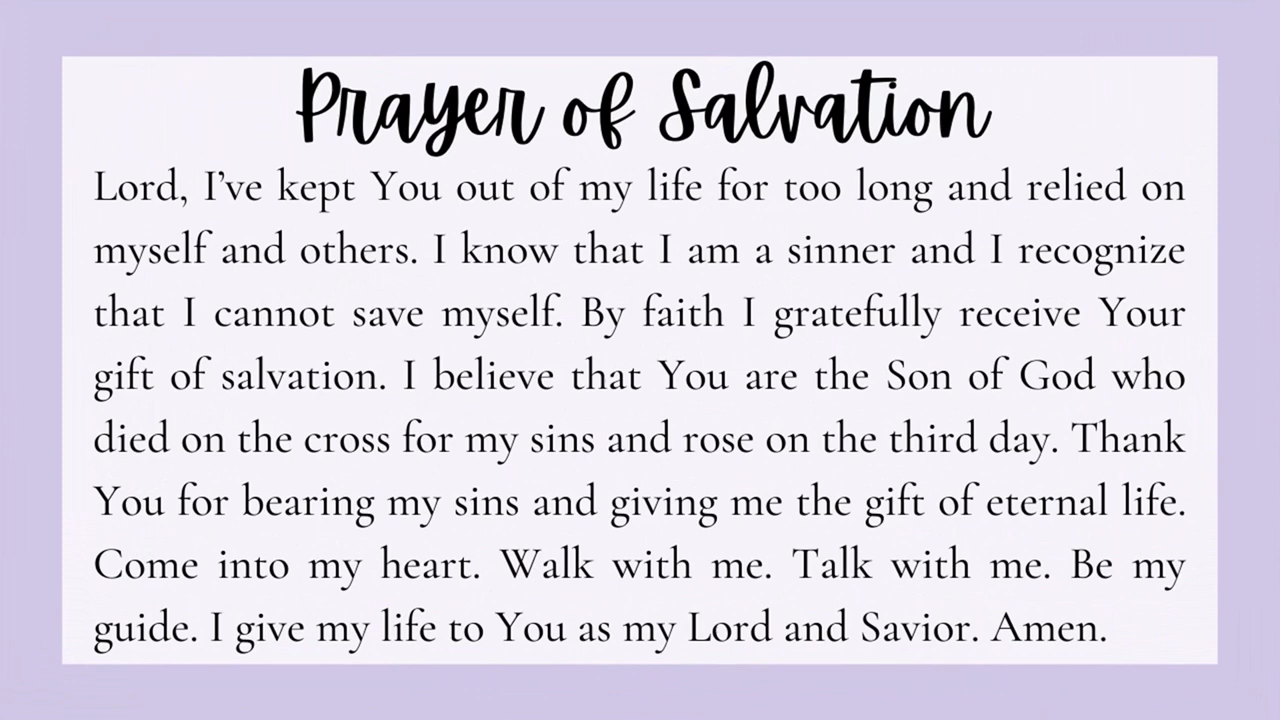 Prayer of Salvation
Lord, I’ve kept You out of my life for too long and relied on
myself and others. I know that I am a sinner and I recognize
that I cannot save myself. By faith I gratefully receive Your
gift of salvation. I believe that You are the Son of God who
died on the cross for my sins and rose on the third day. Thank
You for bearing my sins and giving me the gift of eternal life.
Come into my heart. Walk with me. Talk with me. Be my
guide. I give my life to You as my Lord and Savior. Amen.